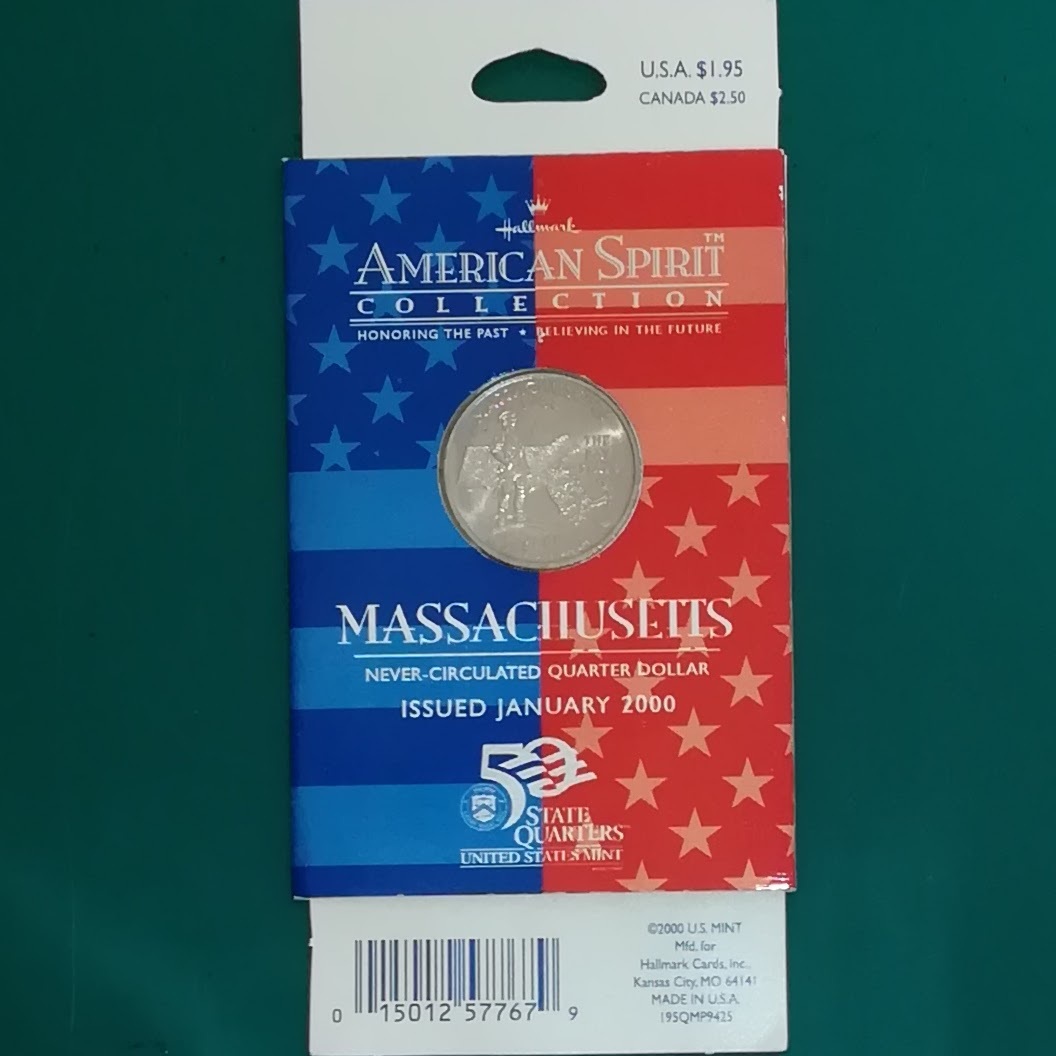 U.S.A. $1.95
CANADA $2.50
Hallmark
AMERICAN SPIRIT™
COLLECTION
HONORING THE PAST ★ BELIEVING IN THE FUTURE
THE
MASSACHUSETTS
NEVER-CIRCULATED QUARTER DOLLAR
ISSUED JANUARY 2000
50
STATE
QUARTERS
UNITED STATES MINT
©2000 U.S. MINT
Mfd. for
Hallmark Cards, Inc.
Kansas City, MO 64141
MADE IN U.S.A.
195QMP9425
0 15012 57767 9